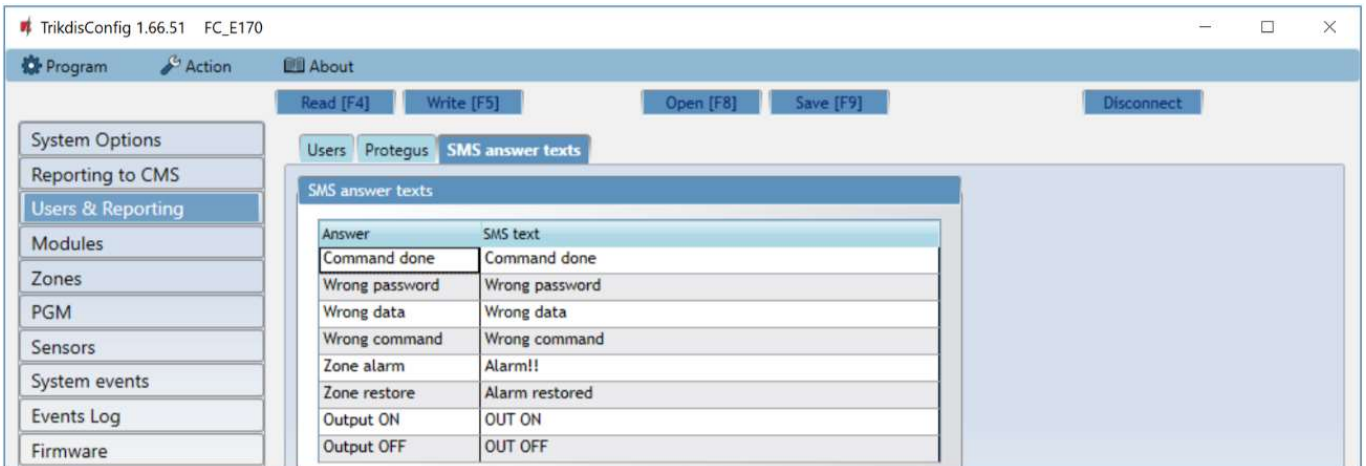 TrikdisConfig 1.66.51 FC_E170
Program Action About
Read [F4] Write [F5] Open [F8] Save [F9] Disconnect
System Options
Reporting to CMS
Users & Reporting
Modules
Zones
PGM
Sensors
System events
Events Log
Firmware
Users Protegus SMS answer texts
SMS answer texts
Answer SMS text
Command done Command done
Wrong password Wrong password
Wrong data Wrong data
Wrong command Wrong command
Zone alarm Alarm!!
Zone restore Alarm restored
Output ON OUT ON
Output OFF OUT OFF